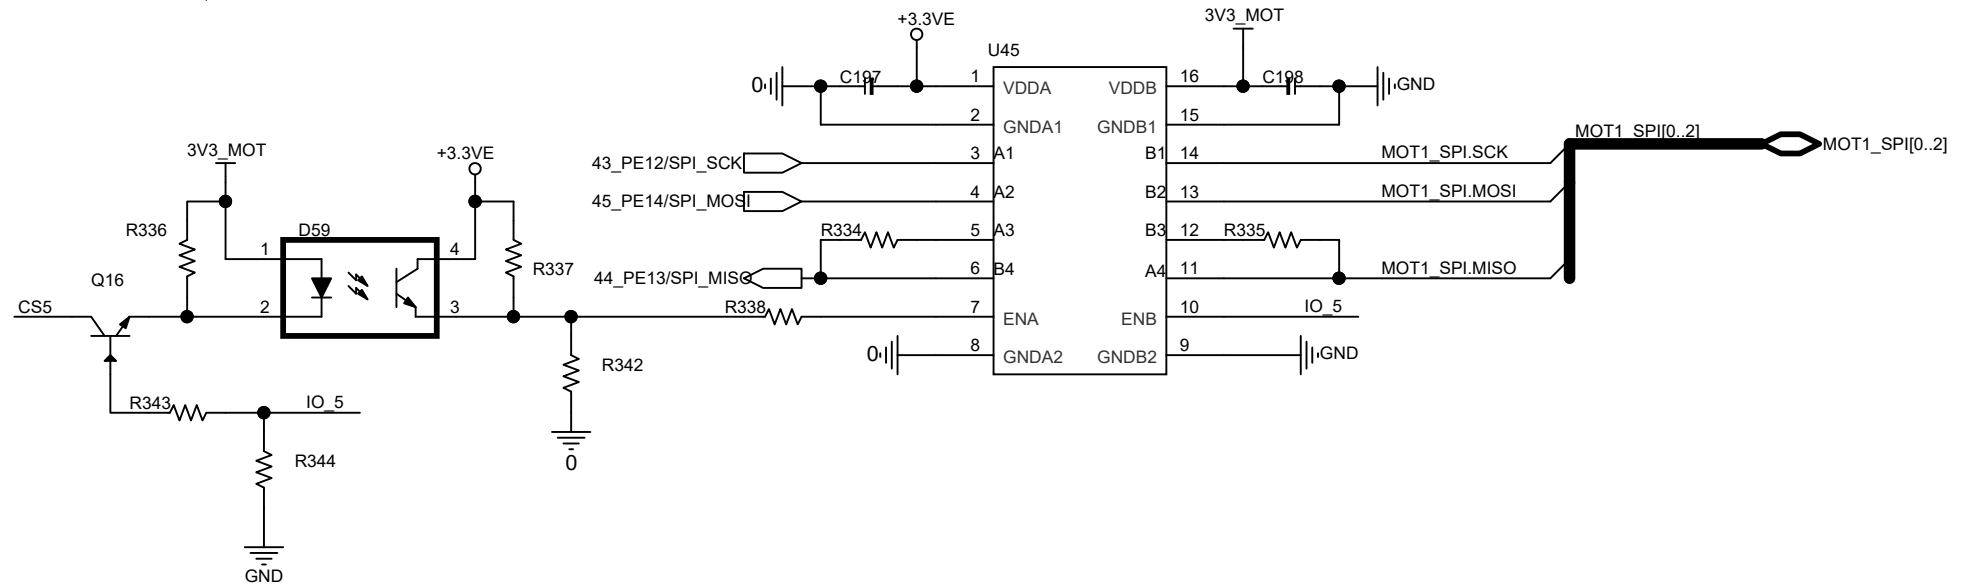 +3.3VE
3V3_MOT
U45
0
C197
1
VDDA
VDDB
16
C198
GND
2
GNDA1
GNDB1
15
MOT1_SPI[0..2]
MOT1_SPI[0..2]
3V3_MOT
+3.3VE
43_PE12/SPI_SCK
3
A1
B1
14
MOT1_SPI.SCK
45_PE14/SPI_MOSI
4
A2
B2
13
MOT1_SPI.MOSI
R336
D59
R334
5
A3
B3
12
R335
1
4
R337
44_PE13/SPI_MISO
6
B4
A4
11
MOT1_SPI.MISO
Q16
CS5
2
3
R338
7
ENA
ENB
10
IO_5
0
8
GNDA2
GNDB2
9
GND
R342
R343
IO_5
0
R344
GND